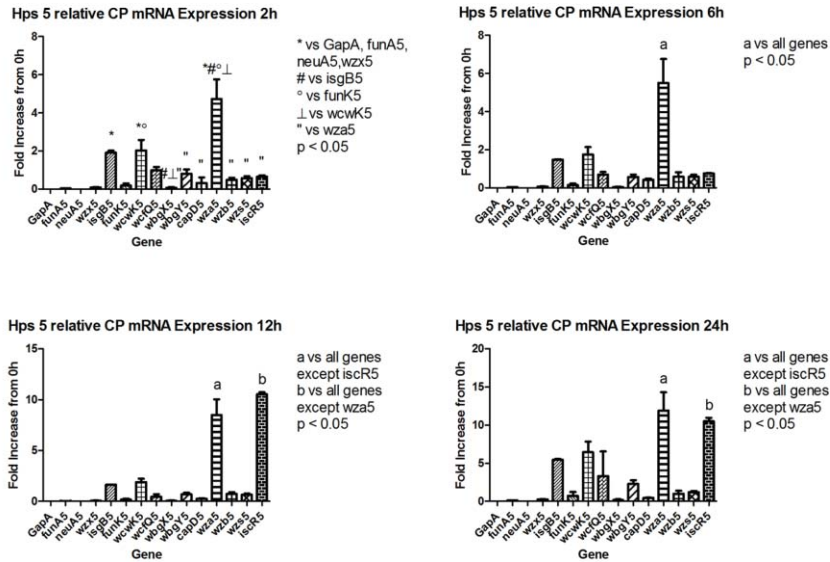 Hps 5 relative CP mRNA Expression 2h
Fold Increase from 0h
8
6
4
2
0
*
*°
#⊥"
"
"
*#°⊥
"
"
"
GapA
funA5
neuA5
wzx5
isgB5
funK5
wcwK5
wcfQ5
wbgX5
wbgY5
capD5
wza5
wzb5
wzs5
iscR5
Gene
* vs GapA, funA5,
neuA5,wzx5
# vs isgB5
° vs funK5
⊥ vs wcwK5
" vs wza5
p < 0.05
Hps 5 relative CP mRNA Expression 6h
Fold Increase from 0h
8
6
4
2
0
a
GapA
funA5
neuA5
wzx5
isgB5
funK5
wcwK5
wcfQ5
wbgX5
wbgY5
capD5
wza5
wzb5
wzs5
iscR5
Gene
a vs all genes
p < 0.05
Hps 5 relative CP mRNA Expression 12h
Fold Increase from 0h
15
10
5
0
a
b
GapA
funA5
neuA5
wzx5
isgB5
funK5
wcwK5
wcfQ5
wbgX5
wbgY5
capD5
wza5
wzb5
wzs5
iscR5
Gene
a vs all genes
except iscR5
b vs all genes
except wza5
p < 0.05
Hps 5 relative CP mRNA Expression 24h
Fold Increase from 0h
20
15
10
5
0
a
b
GapA
funA5
neuA5
wzx5
isgB5
funK5
wcwK5
wcfQ5
wbgX5
wbgY5
capD5
wza5
wzb5
wzs5
iscR5
Gene
a vs all genes
except iscR5
b vs all genes
except wza5
p < 0.05